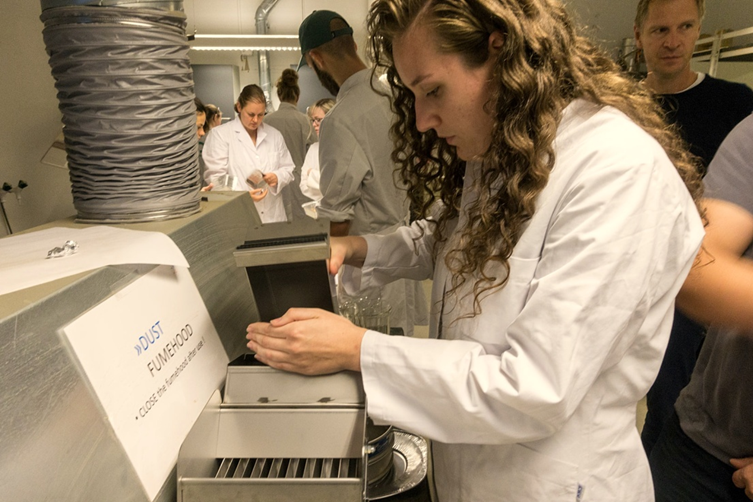 »DUST
FUMEHOOD
• CLOSE the fumehood after use!